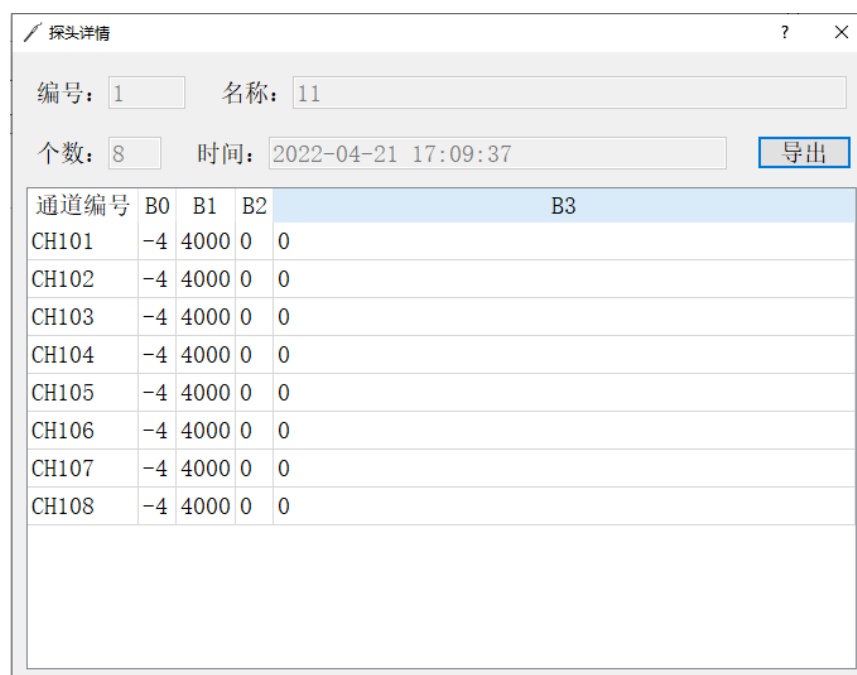 探头详情 ?
编号: 1 名称: 11
个数: 8 时间: 2022-04-21 17:09:37 导出
通道编号 B0 B1 B2 B3
CH101 -4 4000 0 0
CH102 -4 4000 0 0
CH103 -4 4000 0 0
CH104 -4 4000 0 0
CH105 -4 4000 0 0
CH106 -4 4000 0 0
CH107 -4 4000 0 0
CH108 -4 4000 0 0